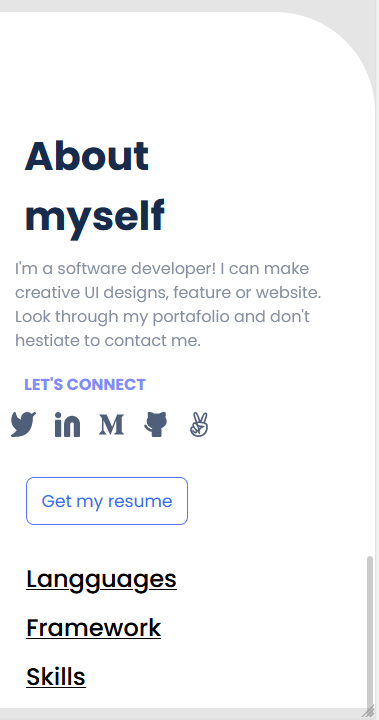 About
myself
I'm a software developer! I can make
creative UI designs, feature or website.
Look through my portafolio and don't
hestiate to contact me.
LET'S CONNECT
Get my resume
Langguages
Framework
Skills